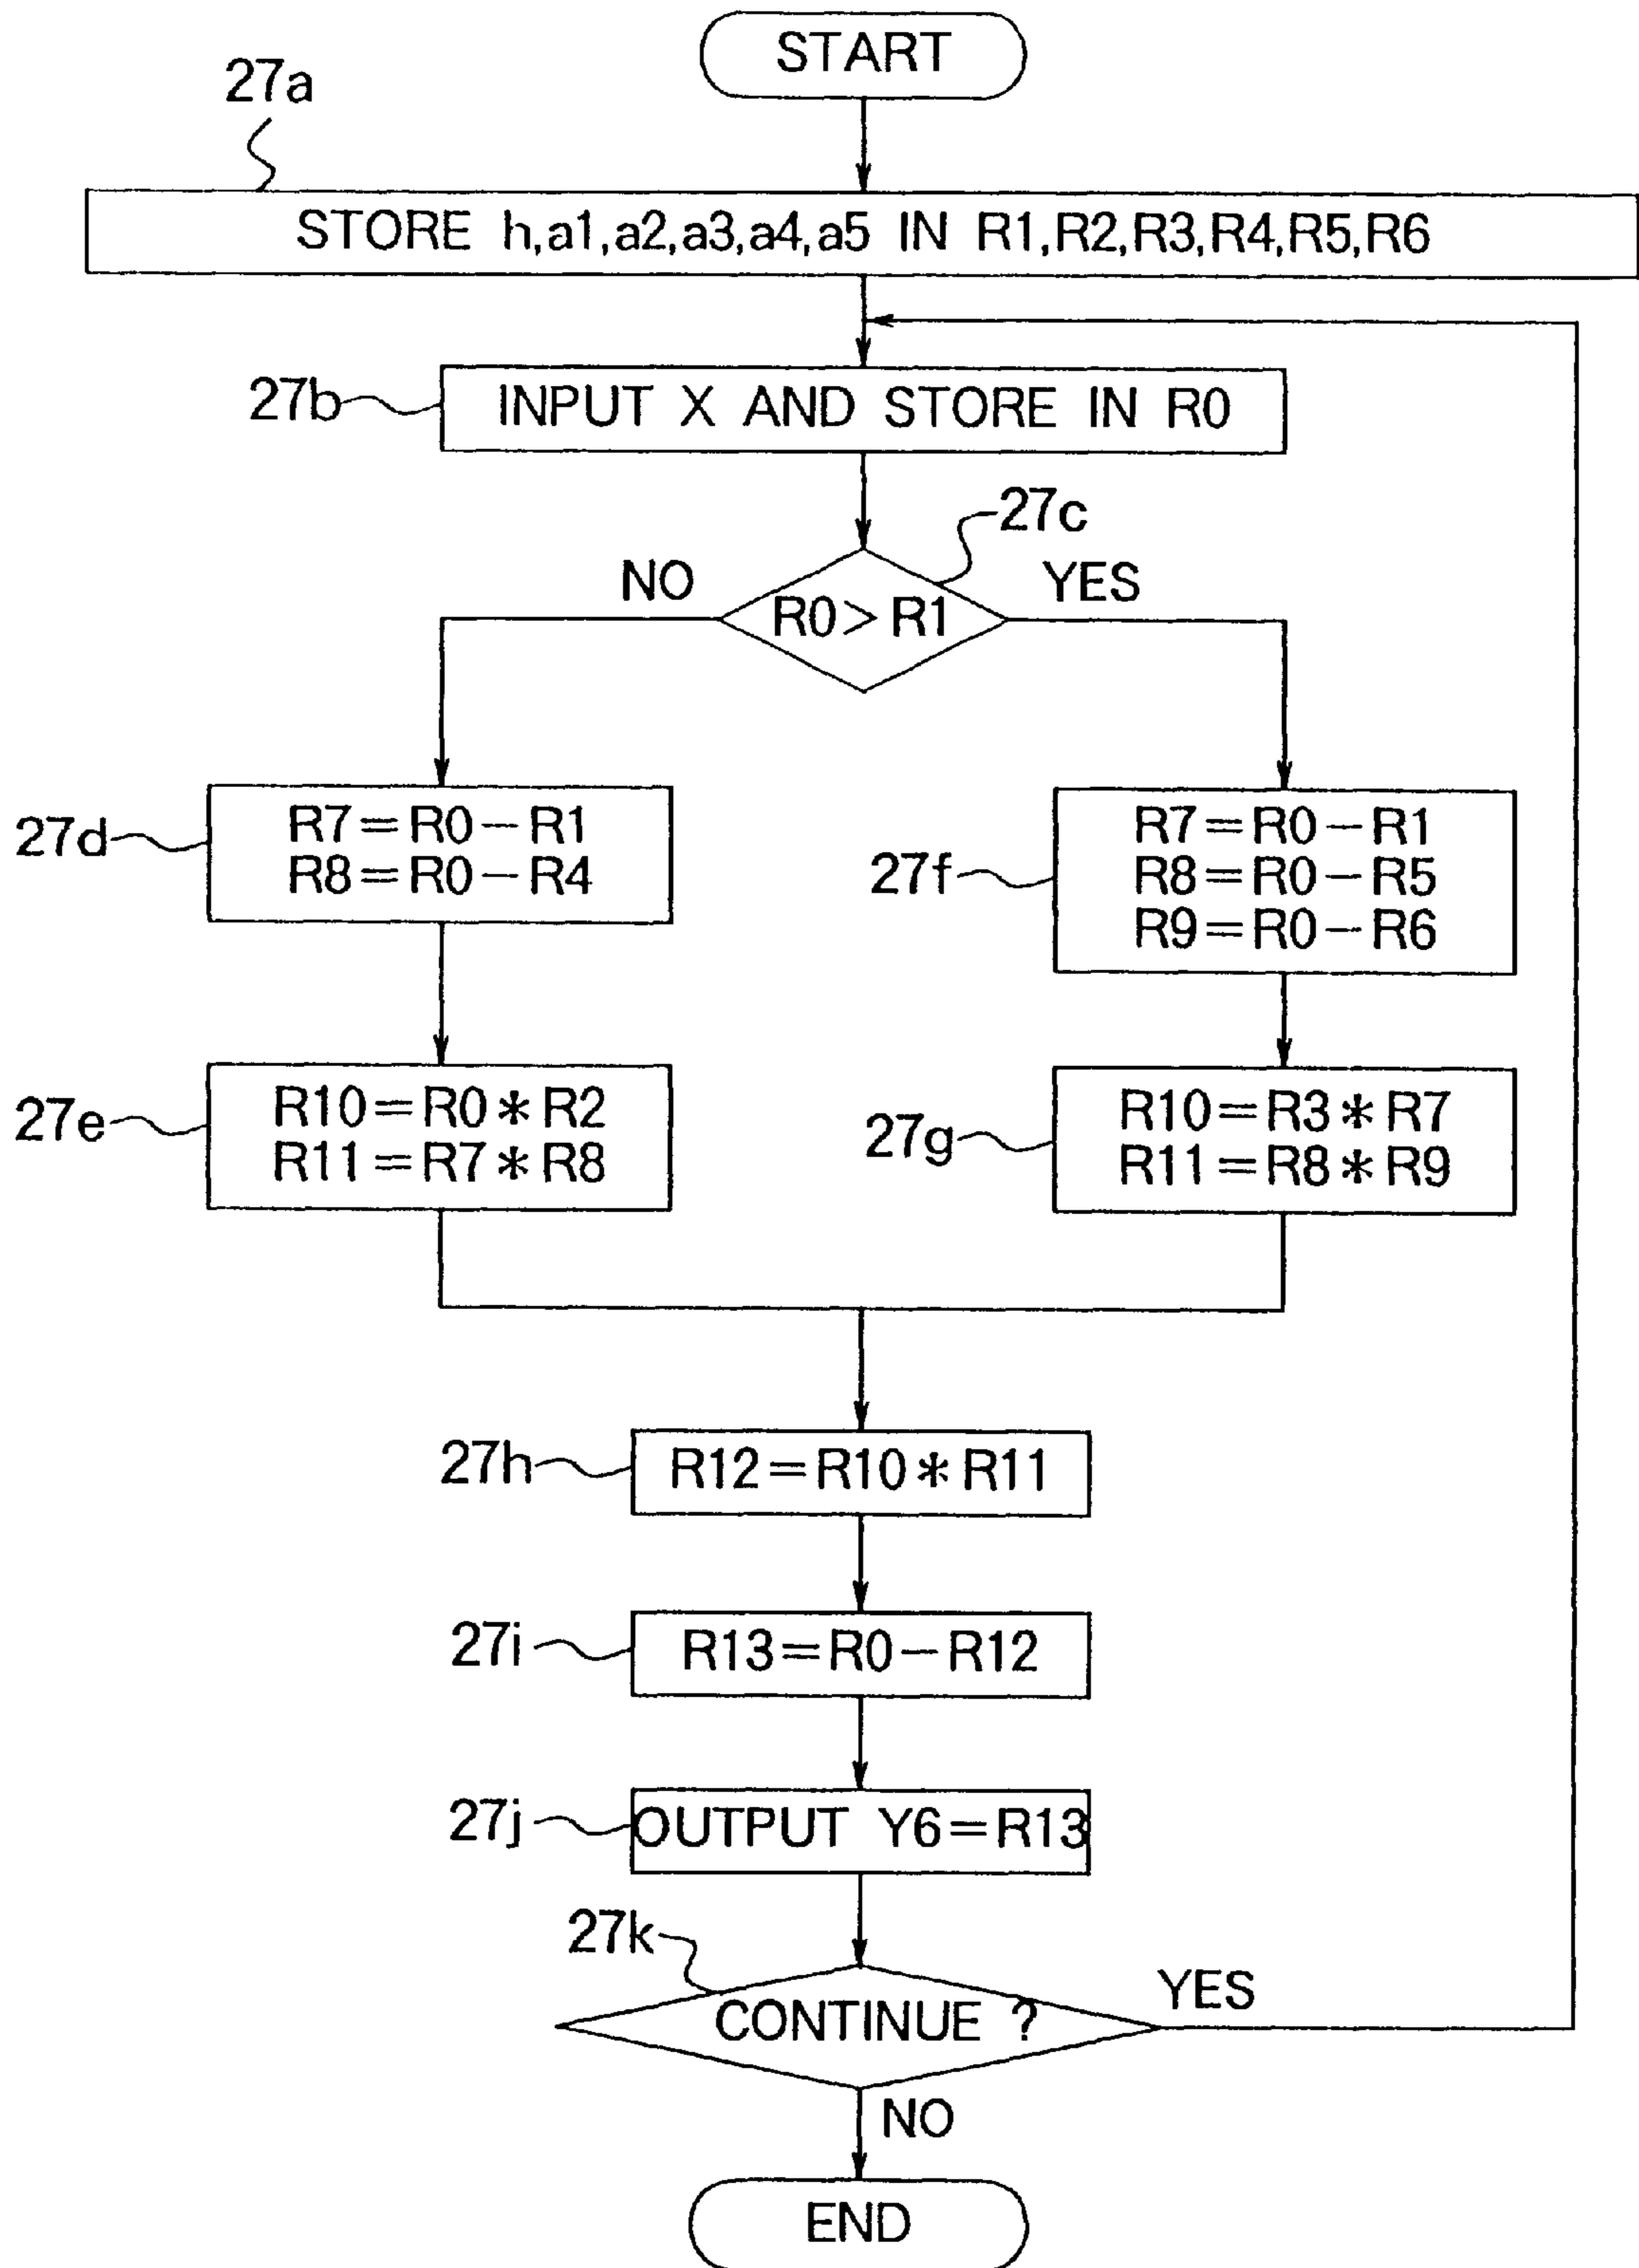 START
27a
STORE h,a1,a2,a3,a4,a5 IN R1,R2,R3,R4,R5,R6
27b
INPUT X AND STORE IN R0
27c
NO
YES
R0>R1
27d
R7=R0-R1
R8=R0-R4
27f
R7=R0-R1
R8=R0-R5
R9=R0-R6
27e
R10=R0*R2
R11=R7*R8
27g
R10=R3*R7
R11=R8*R9
27h
R12=R10*R11
27i
R13=R0-R12
27j
OUTPUT Y6=R13
27k
CONTINUE ?
YES
NO
END